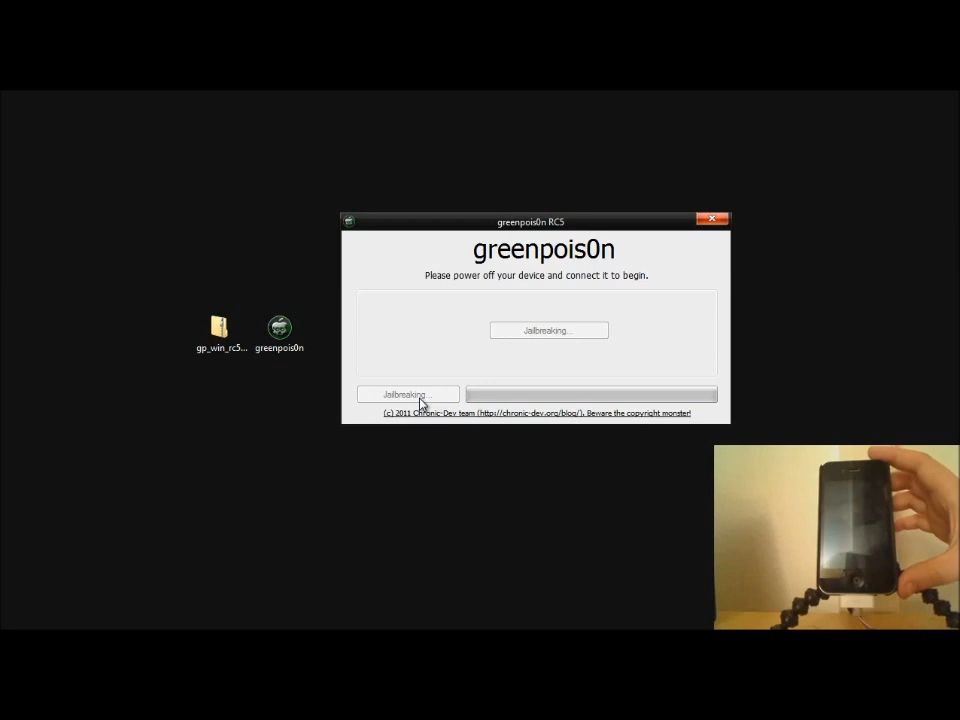 greenpois0n RC5
greenpois0n
Please power off your device and connect it to begin.
Jailbreaking...
gp_win_rc5...
greenpois0n
Jailbreaking...
(c) 2011 Chronic-Dev team (http://chronic-dev.org/blog/). Beware the copyright monster!